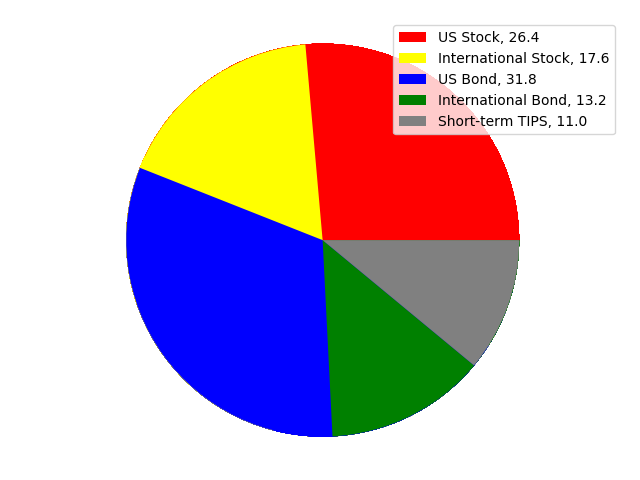 US Stock, 26.4
International Stock, 17.6
US Bond, 31.8
International Bond, 13.2
Short-term TIPS, 11.0